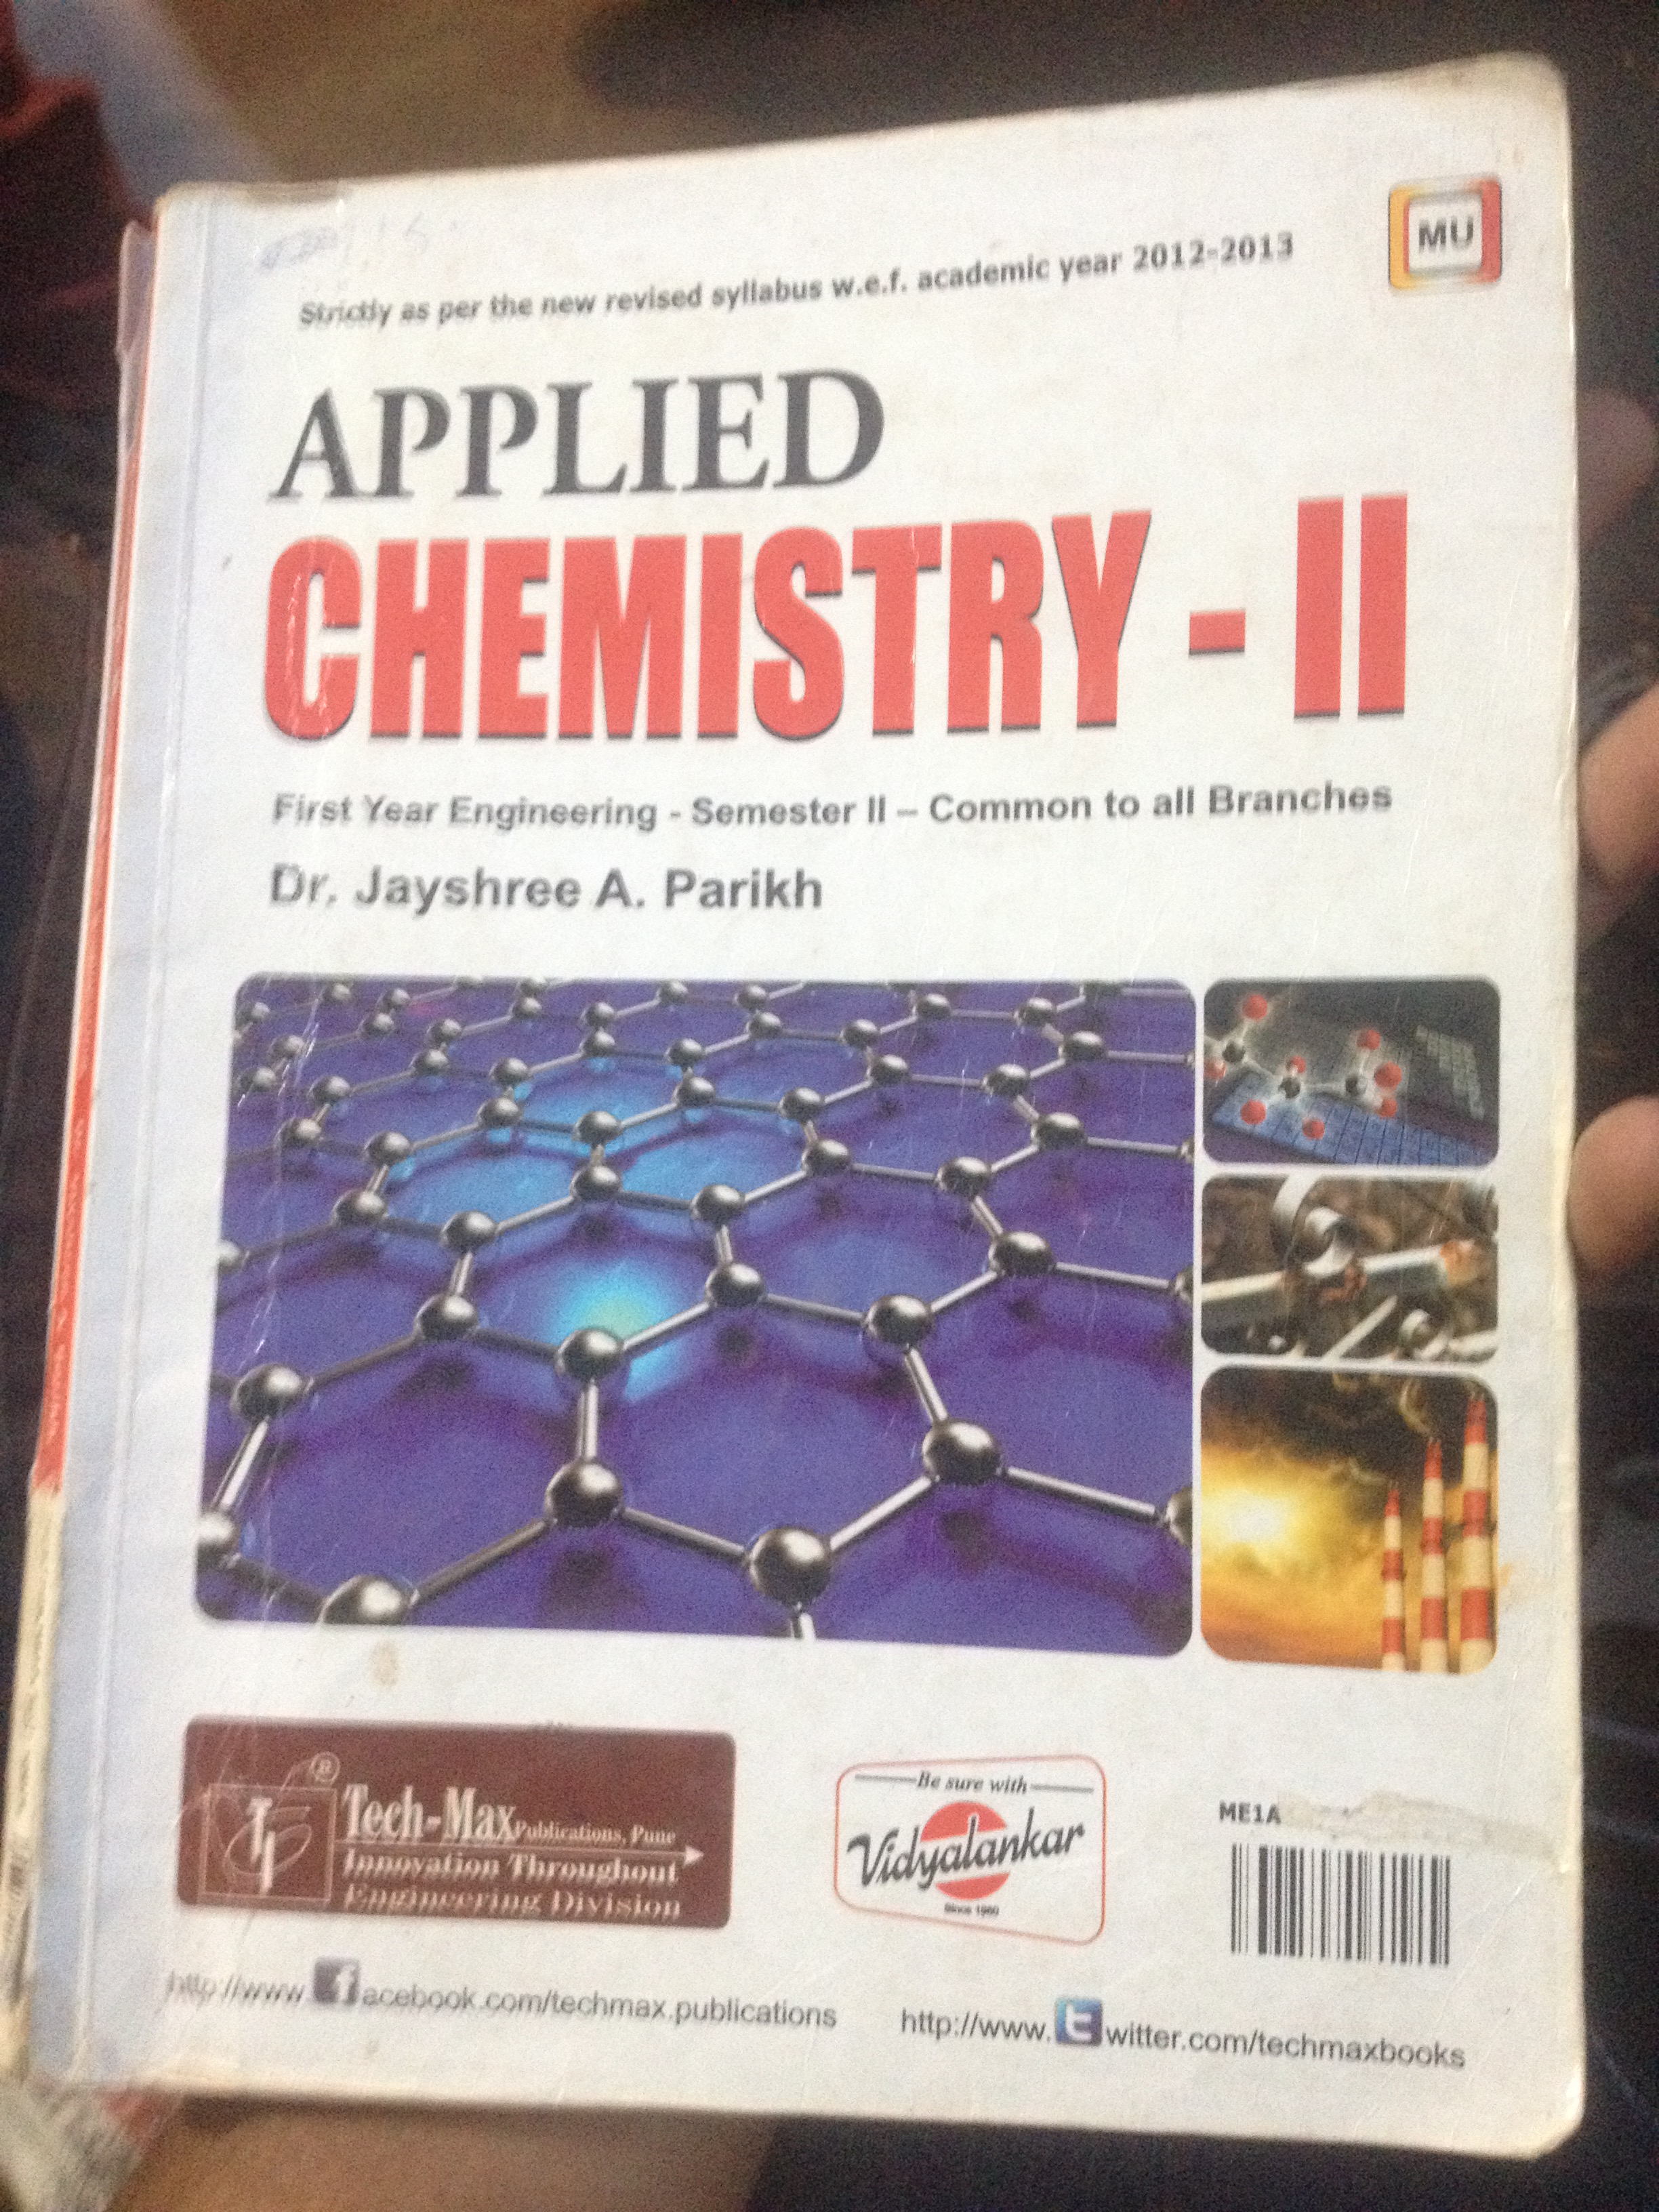 MU
Strictly as per the new revised syllabus w.e.f. academic year 2012-2013
APPLIED
CHEMISTRY - II
First Year Engineering - Semester II – Common to all Branches
Dr. Jayshree A. Parikh
Tech-Max Publications, Pune
Innovation Throughout
Engineering Division
Be sure with
Vidyalankar
Since 1960
ME1A
http://www.facebook.com/techmax.publications
http://www.twitter.com/techmaxbooks